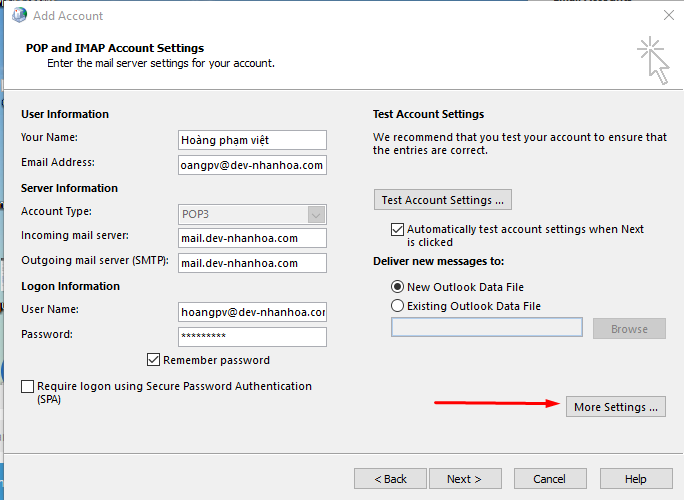 Add Account
POP and IMAP Account Settings
Enter the mail server settings for your account.
User Information
Your Name:
Hoàng phạm việt
Email Address:
oangpv@dev-nhanhoa.com
Server Information
Account Type:
POP3
Incoming mail server:
mail.dev-nhanhoa.com
Outgoing mail server (SMTP):
mail.dev-nhanhoa.com
Logon Information
User Name:
hoangpv@dev-nhanhoa.cor
Password:
*********
Remember password
Require logon using Secure Password Authentication
(SPA)
Test Account Settings
We recommend that you test your account to ensure that
the entries are correct.
Test Account Settings ...
Automatically test account settings when Next
is clicked
Deliver new messages to:
New Outlook Data File
Existing Outlook Data File
Browse
More Settings ...
< Back
Next >
Cancel
Help